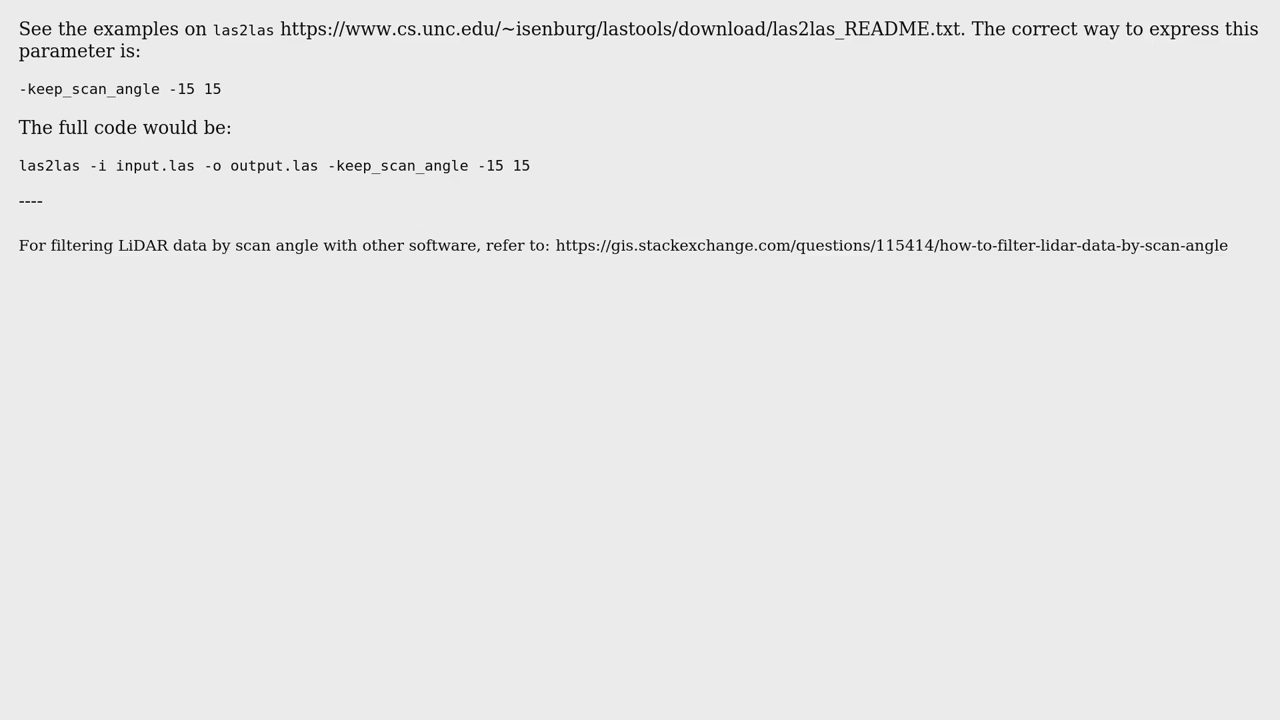 See the examples on las2las https://www.cs.unc.edu/~isenburg/lastools/download/las2las_README.txt. The correct way to express this
parameter is:
-keep_scan_angle -15 15
The full code would be:
las2las -i input.las -o output.las -keep_scan_angle -15 15
----
For filtering LiDAR data by scan angle with other software, refer to: https://gis.stackexchange.com/questions/115414/how-to-filter-lidar-data-by-scan-angle